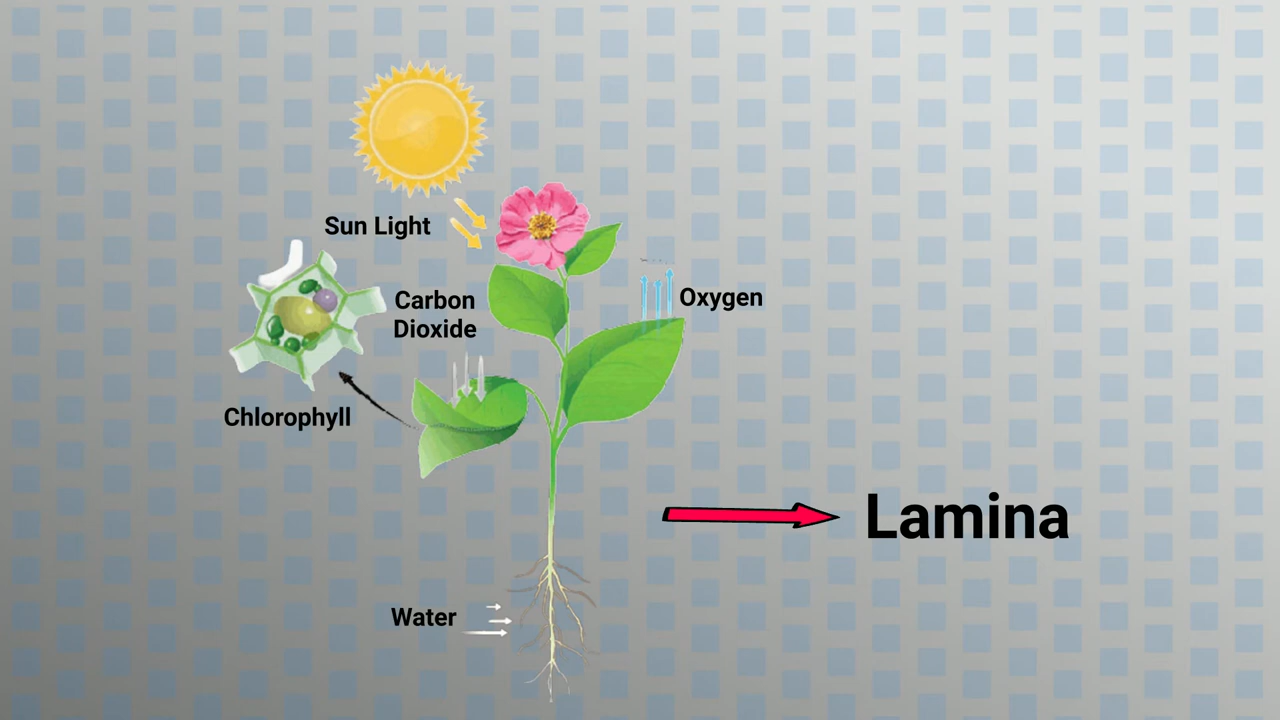 Sun Light
Carbon
Dioxide
Oxygen
Chlorophyll
Lamina
Water